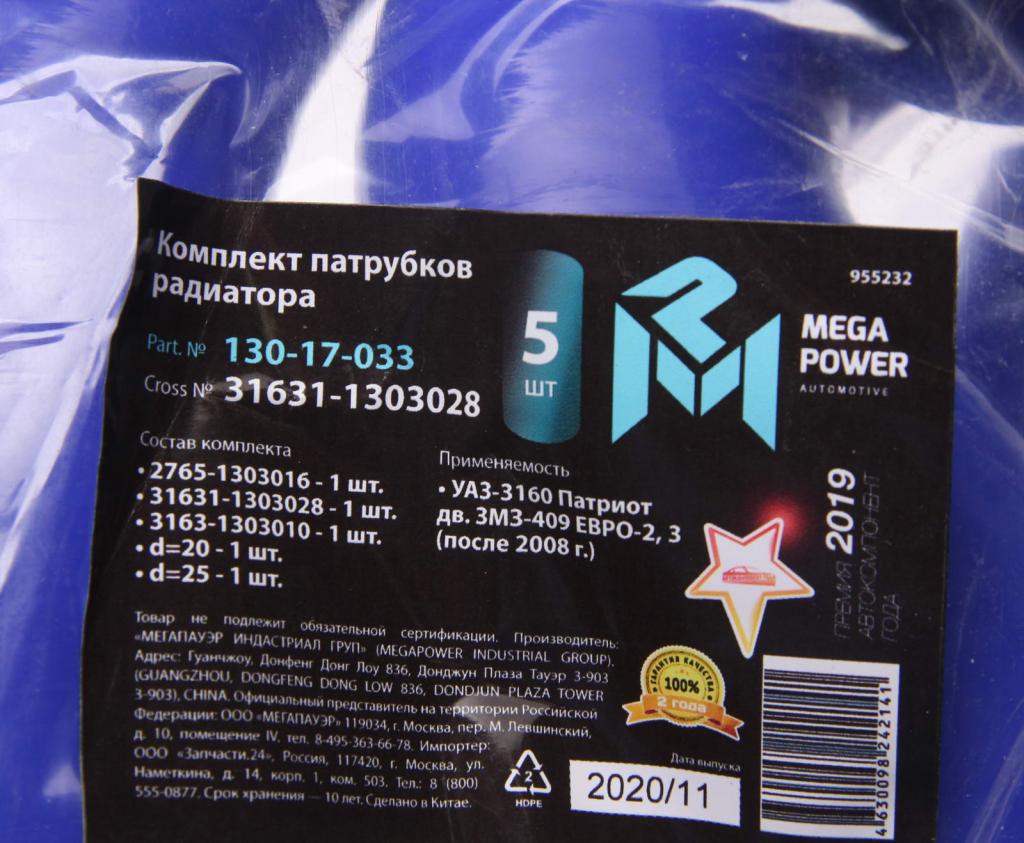 Комплект патрубков
радиатора
Part. № 130-17-033
Cross № 31631-1303028
5
шт
955232
MEGA
POWER
AUTOMOTIVE
Состав комплекта
• 2765-1303016 - 1 шт.
• 31631-1303028 - 1 шт.
• 3163-1303010 - 1 шт.
• d=20 - 1 шт.
• d=25 - 1 шт.
Применяемость
• УАЗ-3160 Патриот
дв. ЗМЗ-409 ЕВРО-2, 3
(после 2008 г.)
ПРЕМИЯ 2019
АВТОКОМПОНЕНТ
ГОДА
Товар не подлежит обязательной сертификации. Производитель:
«МЕГАПАУЭР ИНДАСТРИАЛ ГРУП» (MEGAPOWER INDUSTRIAL GROUP).
Адрес: Гуанчжоу, Донфенг Донг Лоу 836, Донджун Плаза Тауэр 3-903
(GUANGZHOU, DONGFENG DONG LOW 836, DONDJUN PLAZA TOWER
3-903), CHINA. Официальный представитель на территории Российской
Федерации: ООО «МЕГАПАУЭР» 119034, г. Москва, пер. М. Левшинский,
д. 10, помещение IV, тел. 8-495-363-66-78. Импортер:
ООО «Запчасти.24», Россия, 117420, г. Москва, ул.
Наметкина, д. 14, корп. 1, ком. 503. Тел.: 8 (800)
555-0877. Срок хранения — 10 лет. Сделано в Китае.
ГАРАНТИЯ КАЧЕСТВА
100%
2 года
2
HDPE
Дата выпуска
2020/11
4630098242141